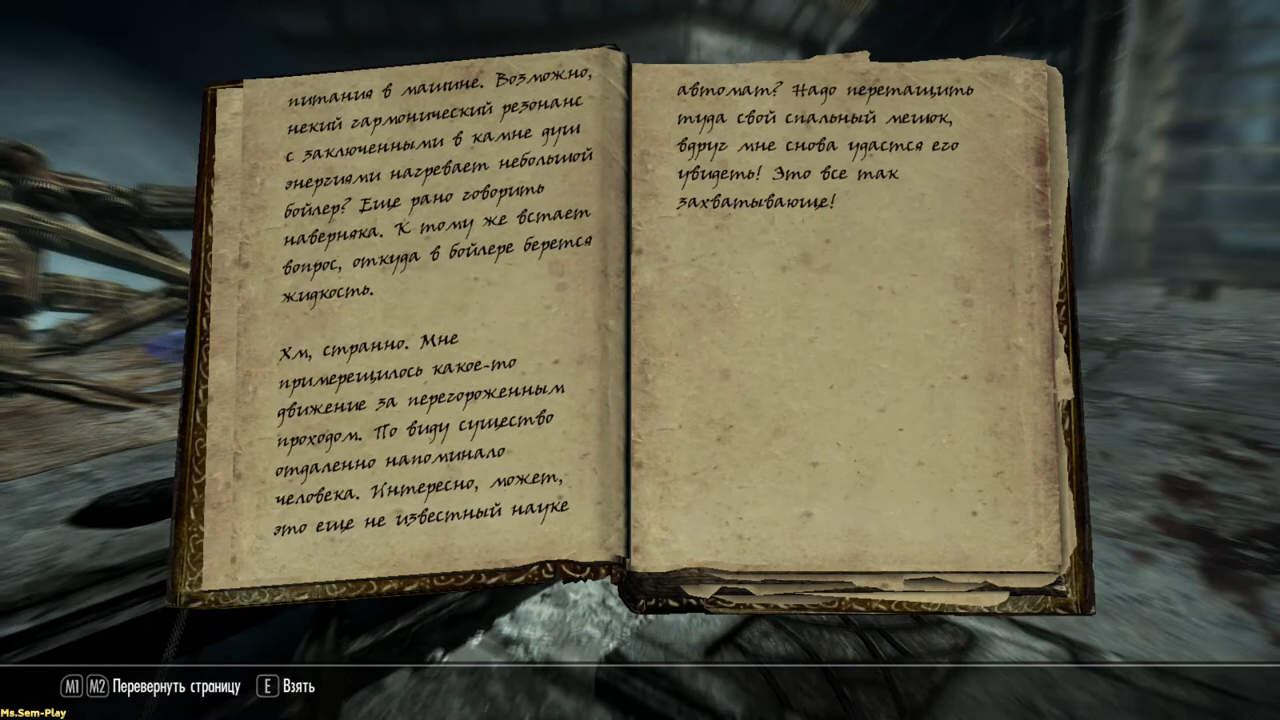 питания в машине. Возможно,
некий гармонический резонанс
с заключенными в камне душ
энергиями нагревает небольшой
бойлер? Еще рано говорить
наверняка. К тому же встает
вопрос, откуда в бойлере берется
жидкость.
Хм, странно. Мне
примерещилось какое-то
движение за перегороженным
проходом. По виду существо
отдаленно напоминало
человека. Интересно, может,
это еще не известный науке
автомат? Надо перетащить
туда свой спальный мешок,
вдруг мне снова удастся его
увидеть! Это все так
захватывающе!
M1 M2 Перевернуть страницу E Взять
Ms.Sem-Play